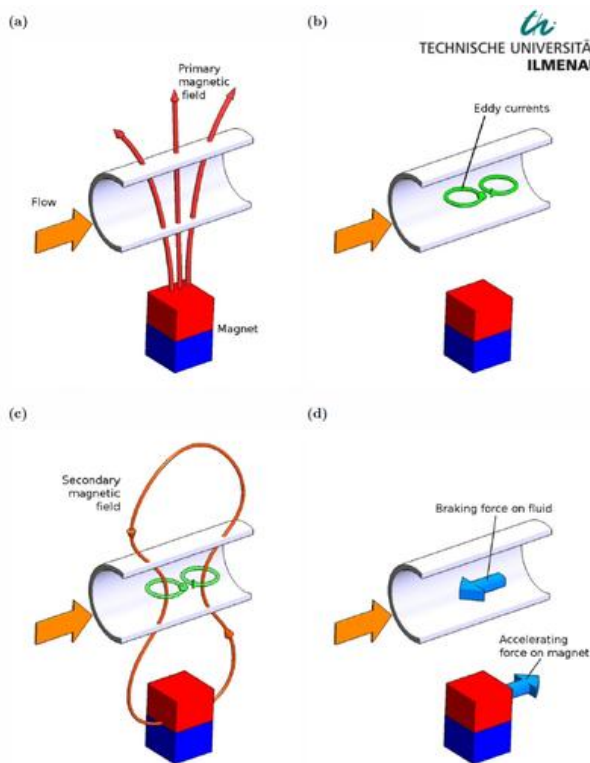 (a)
Primary
magnetic
field
Flow
Magnet
(b)
TECHNISCHE UNIVERSITÄ
ILMENA
Eddy currents
(c)
Secondary
magnetic
field
(d)
Braking force on fluid
Accelerating
force on magnet